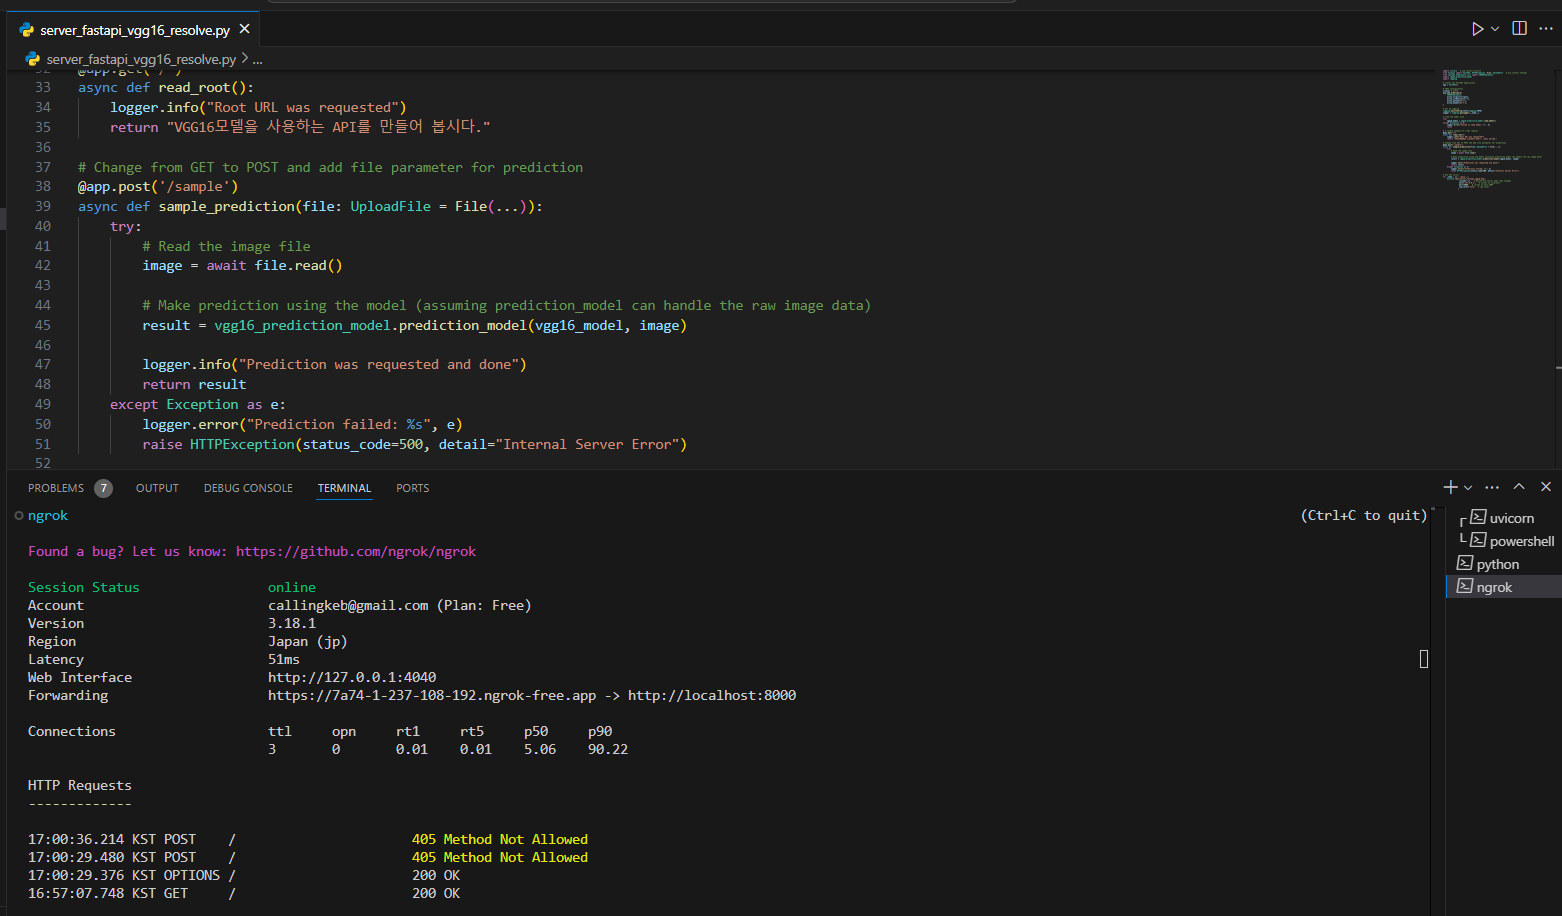 server_fastapi_vgg16_resolve.py
server_fastapi_vgg16_resolve.py > ...
32 @app.get('/')
33 async def read_root():
34 logger.info("Root URL was requested")
35 return "VGG16모델을 사용하는 API를 만들어 봅시다."
36
37 # Change from GET to POST and add file parameter for prediction
38 @app.post('/sample')
39 async def sample_prediction(file: UploadFile = File(...)):
40 try:
41 # Read the image file
42 image = await file.read()
43
44 # Make prediction using the model (assuming prediction_model can handle the raw image data)
45 result = vgg16_prediction_model.prediction_model(vgg16_model, image)
46
47 logger.info("Prediction was requested and done")
48 return result
49 except Exception as e:
50 logger.error("Prediction failed: %s", e)
51 raise HTTPException(status_code=500, detail="Internal Server Error")
52
PROBLEMS 7 OUTPUT DEBUG CONSOLE TERMINAL PORTS
ngrok (Ctrl+C to quit)
Found a bug? Let us know: https://github.com/ngrok/ngrok
Session Status online
Account callingkeb@gmail.com (Plan: Free)
Version 3.18.1
Region Japan (jp)
Latency 51ms
Web Interface http://127.0.0.1:4040
Forwarding https://7a74-1-237-108-192.ngrok-free.app -> http://localhost:8000
Connections ttl opn rt1 rt5 p50 p90
3 0 0.01 0.01 5.06 90.22
HTTP Requests
-------------
17:00:36.214 KST POST / 405 Method Not Allowed
17:00:29.480 KST POST / 405 Method Not Allowed
17:00:29.376 KST OPTIONS / 200 OK
16:57:07.748 KST GET / 200 OK
uvicorn
powershell
python
ngrok